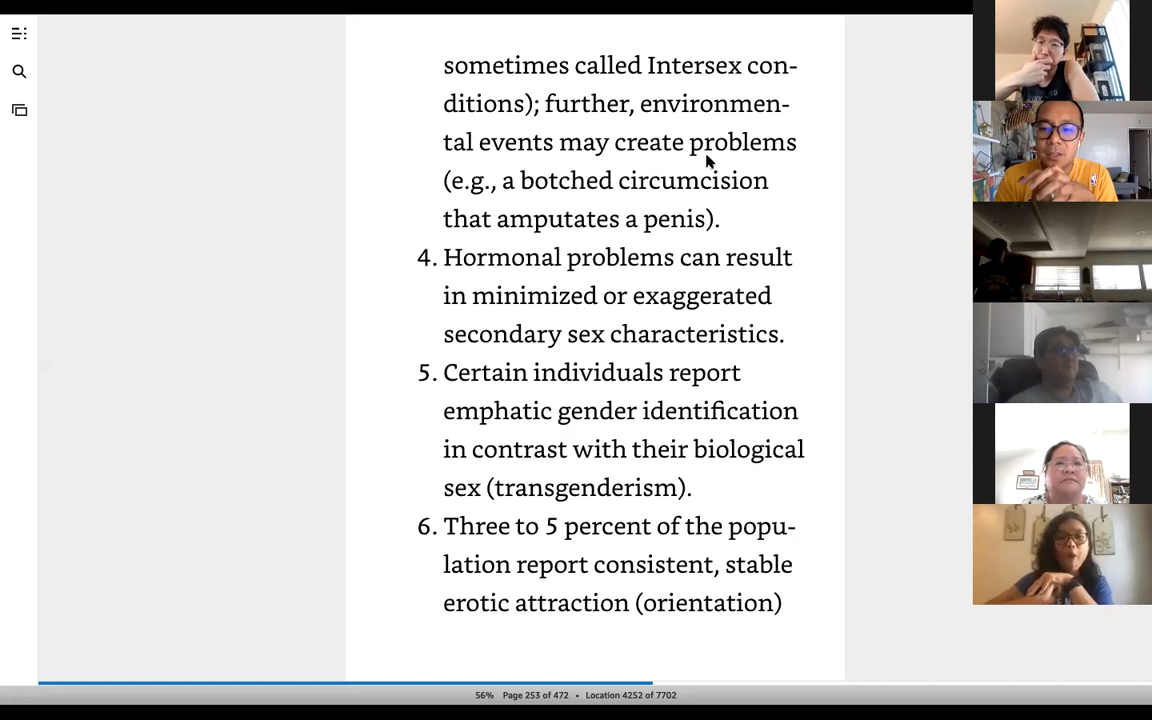 sometimes called Intersex con-
ditions); further, environmen-
tal events may create problems
(e.g., a botched circumcision
that amputates a penis).
4. Hormonal problems can result
in minimized or exaggerated
secondary sex characteristics.
5. Certain individuals report
emphatic gender identification
in contrast with their biological
sex (transgenderism).
6. Three to 5 percent of the popu-
lation report consistent, stable
erotic attraction (orientation)
56% Page 253 of 472 • Location 4252 of 7702